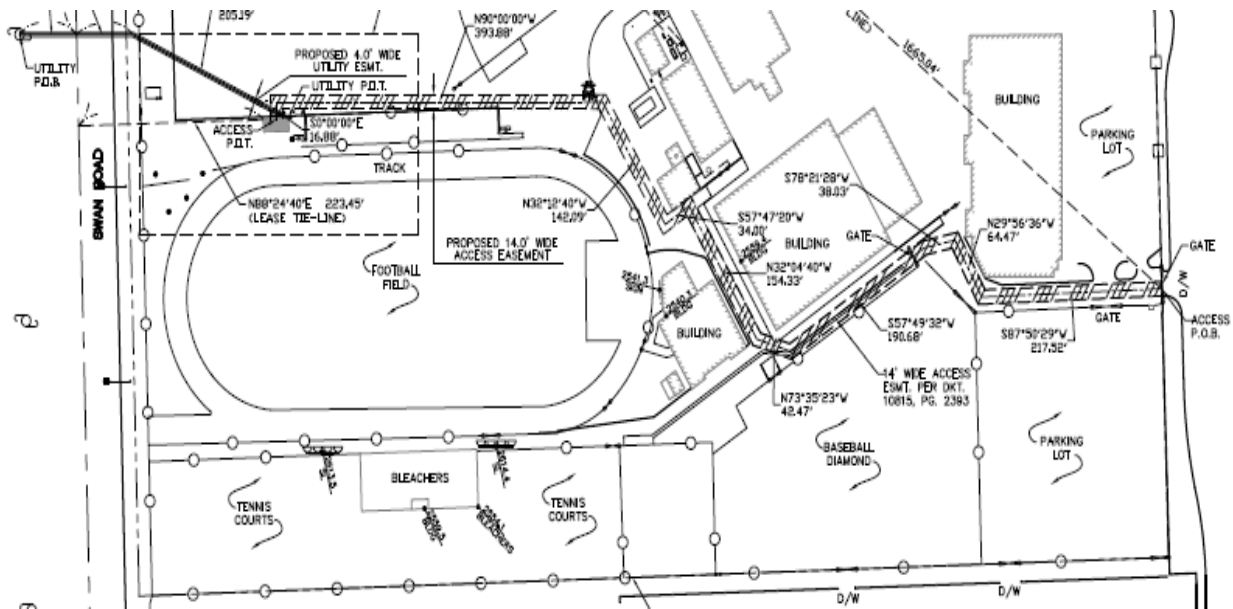 205.19'
N90°00'00"W
393.88'
LINE)
1665.04'
UTILITY
P.O.B.
PROPOSED 4.0' WIDE
UTILITY ESMT.
UTILITY P.O.T.
ACCESS
P.O.T.
S0°00'00"E
16.88'
TRACK
BUILDING
PARKING
LOT
SWAN ROAD
N88°24'40"E 223.45'
(LEASE TIE-LINE)
N32°12'40"W
142.09'
S78°21'28"W
38.03'
S57°47'20"W
34.00'
BUILDING
GATE
N29°56'36"W
64.47'
GATE
D/W
PROPOSED 14.0' WIDE
ACCESS EASEMENT
FOOTBALL
FIELD
N32°04'40"W
154.33'
BUILDING
S57°49'32"W
190.68'
GATE
S87°50'29"W
217.52'
ACCESS
P.O.B.
14' WIDE ACCESS
ESMT. PER DKT.
10815, PG. 2393
N73°35'23"W
42.47'
BASEBALL
DIAMOND
PARKING
LOT
BLEACHERS
TENNIS
COURTS
TENNIS
COURTS
D/W
D/W